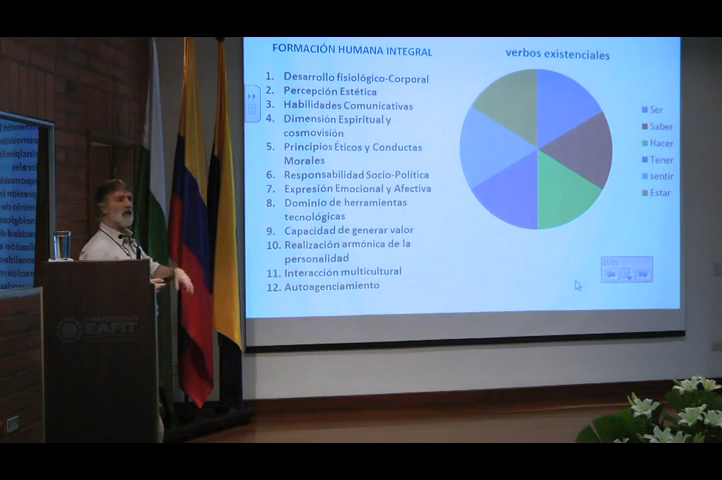 FORMACIÓN HUMANA INTEGRAL
1. Desarrollo fisiológico-Corporal
2. Percepción Estética
3. Habilidades Comunicativas
4. Dimensión Espiritual y
cosmovisión
5. Principios Éticos y Conductas
Morales
6. Responsabilidad Socio-Política
7. Expresión Emocional y Afectiva
8. Dominio de herramientas
tecnológicas
9. Capacidad de generar valor
10. Realización armónica de la
personalidad
11. Interacción multicultural
12. Autoagenciamiento
verbos existenciales
Ser
Saber
Hacer
Tener
sentir
Estar
UNIVERSIDAD
EAFIT